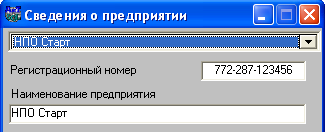 Сведения о предприятии
НПО Старт
Регистрационный номер 772-287-123456
Наименование предприятия
НПО Старт